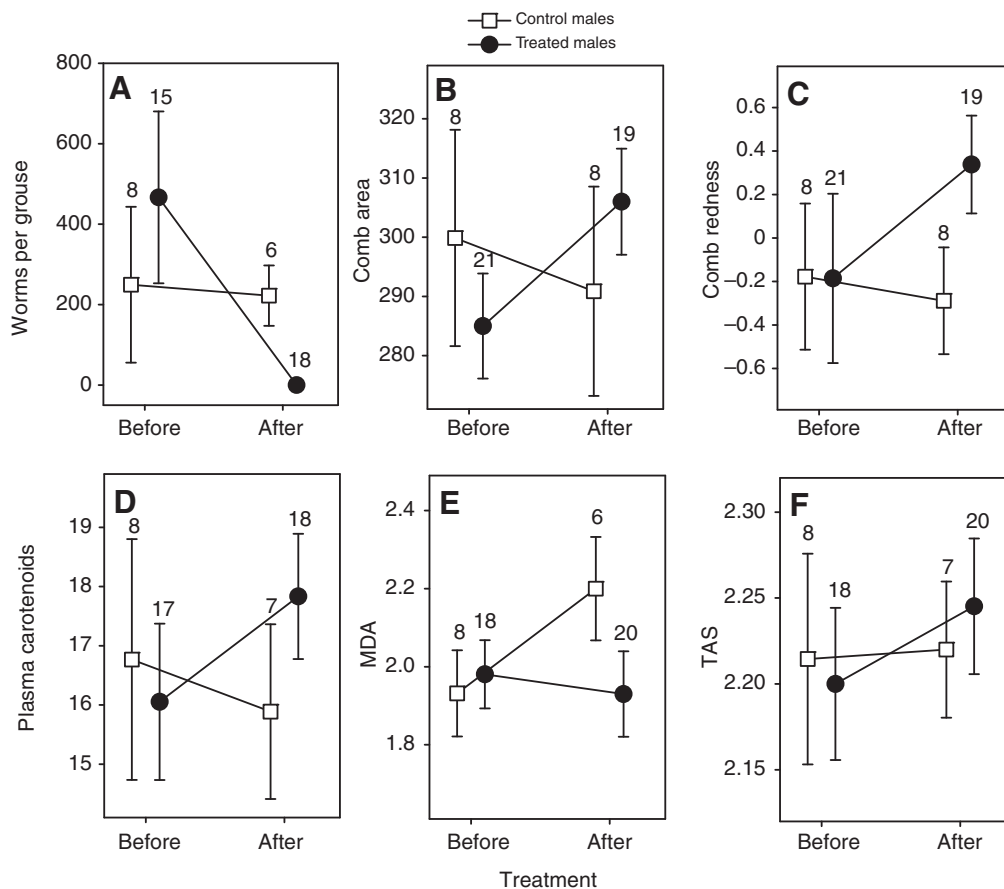 Control males
Treated males
A
800
600
400
200
0
Worms per grouse
8
15
6
18
Before
After
B
320
310
300
290
280
Comb area
8
21
8
19
Before
After
C
0.6
0.4
0.2
0
–0.2
–0.4
–0.6
Comb redness
8
21
8
19
Before
After
D
19
18
17
16
15
Plasma carotenoids
8
17
7
18
Before
After
E
2.4
2.2
2.0
1.8
MDA
8
18
6
20
Before
After
F
2.30
2.25
2.20
2.15
TAS
8
18
7
20
Before
After
Treatment